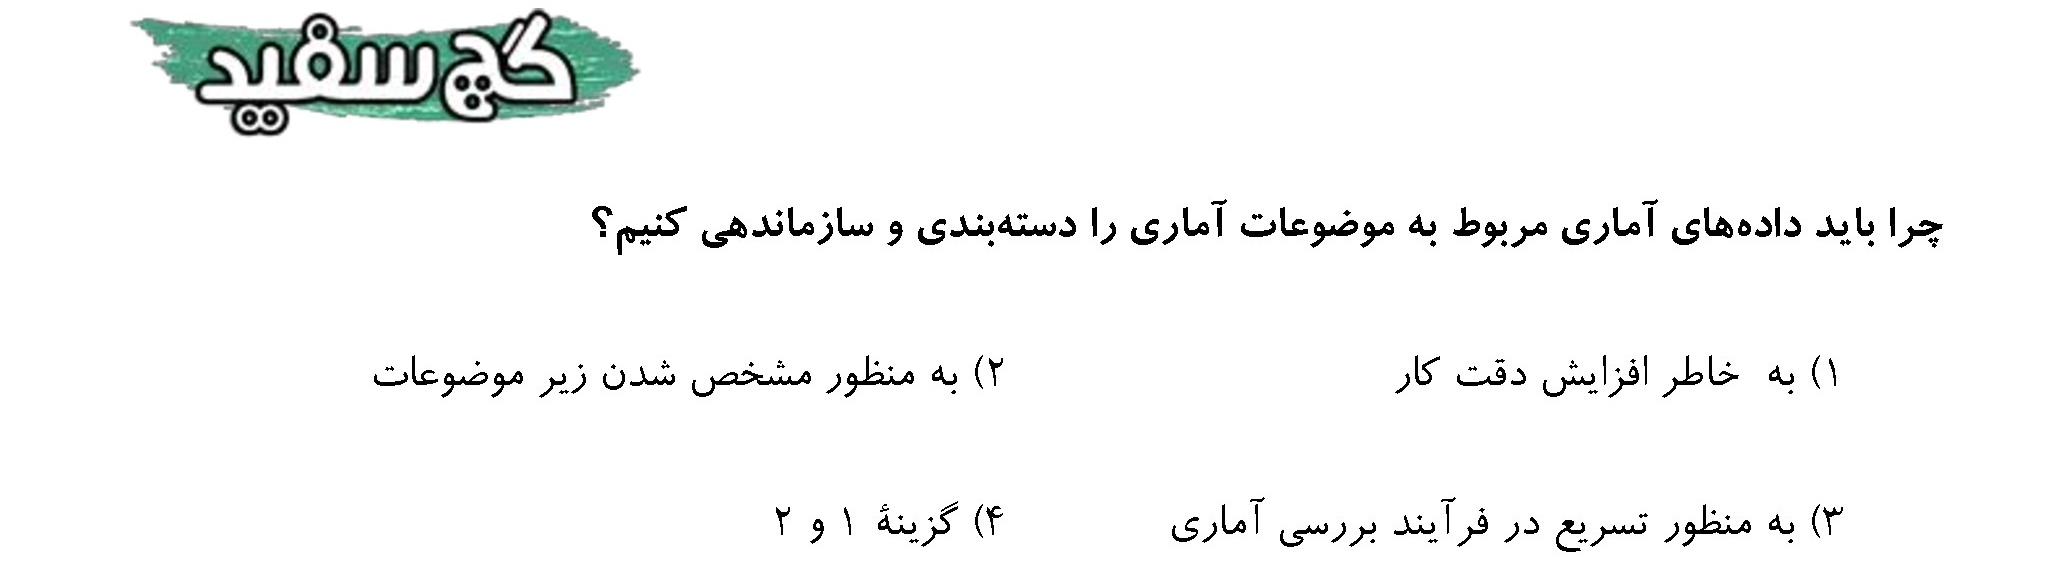 گچ سفید
چرا باید داده‌های آماری مربوط به موضوعات آماری را دسته‌بندی و سازماندهی کنیم؟
۱) به خاطر افزایش دقت کار
۲) به منظور مشخص شدن زیر موضوعات
۳) به منظور تسریع در فرآیند بررسی آماری
۴) گزینهٔ ۱ و ۲